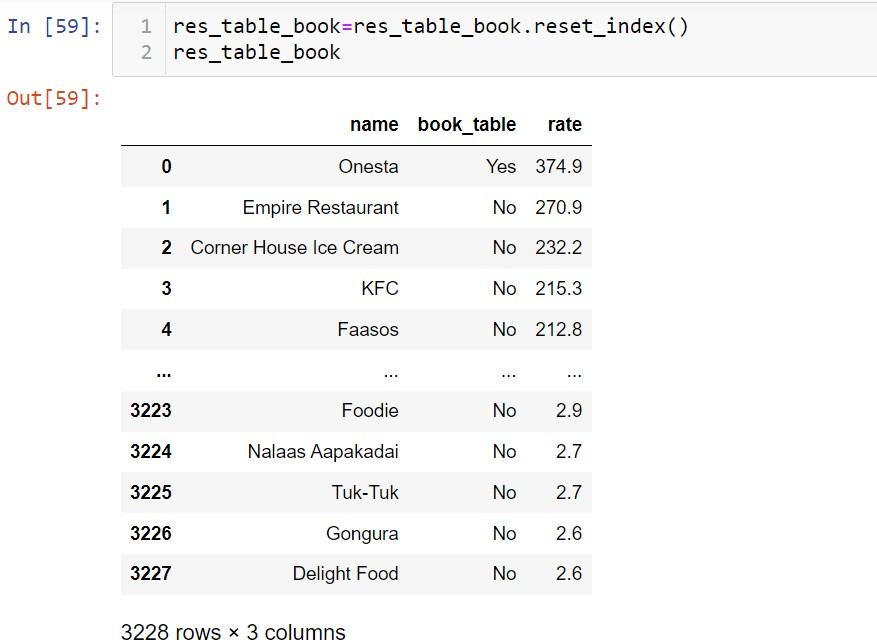 In [59]: 1 res_table_book=res_table_book.reset_index()
2 res_table_book
Out[59]:
name book_table rate
0 Onesta Yes 374.9
1 Empire Restaurant No 270.9
2 Corner House Ice Cream No 232.2
3 KFC No 215.3
4 Faasos No 212.8
... ... ... ...
3223 Foodie No 2.9
3224 Nalaas Aapakadai No 2.7
3225 Tuk-Tuk No 2.7
3226 Gongura No 2.6
3227 Delight Food No 2.6
3228 rows × 3 columns